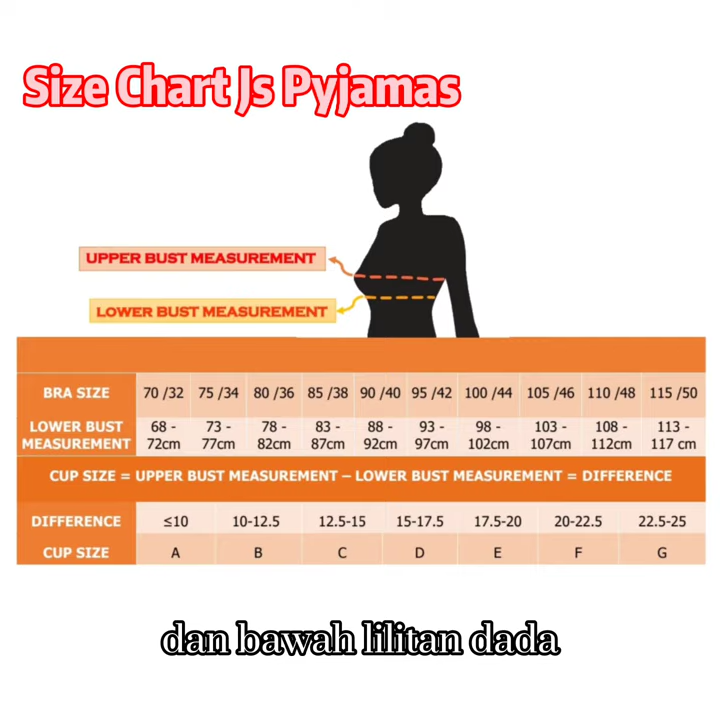 Size Chart Js Pyjamas
UPPER BUST MEASUREMENT
LOWER BUST MEASUREMENT
BRA SIZE 70 /32 75 /34 80 /36 85 /38 90 /40 95 /42 100 /44 105 /46 110 /48 115 /50
LOWER BUST MEASUREMENT 68 - 72cm 73 - 77cm 78 - 82cm 83 - 87cm 88 - 92cm 93 - 97cm 98 - 102cm 103 - 107cm 108 - 112cm 113 - 117 cm
CUP SIZE = UPPER BUST MEASUREMENT – LOWER BUST MEASUREMENT = DIFFERENCE
DIFFERENCE ≤10 10-12.5 12.5-15 15-17.5 17.5-20 20-22.5 22.5-25
CUP SIZE A B C D E F G
dan bawah lilitan dada